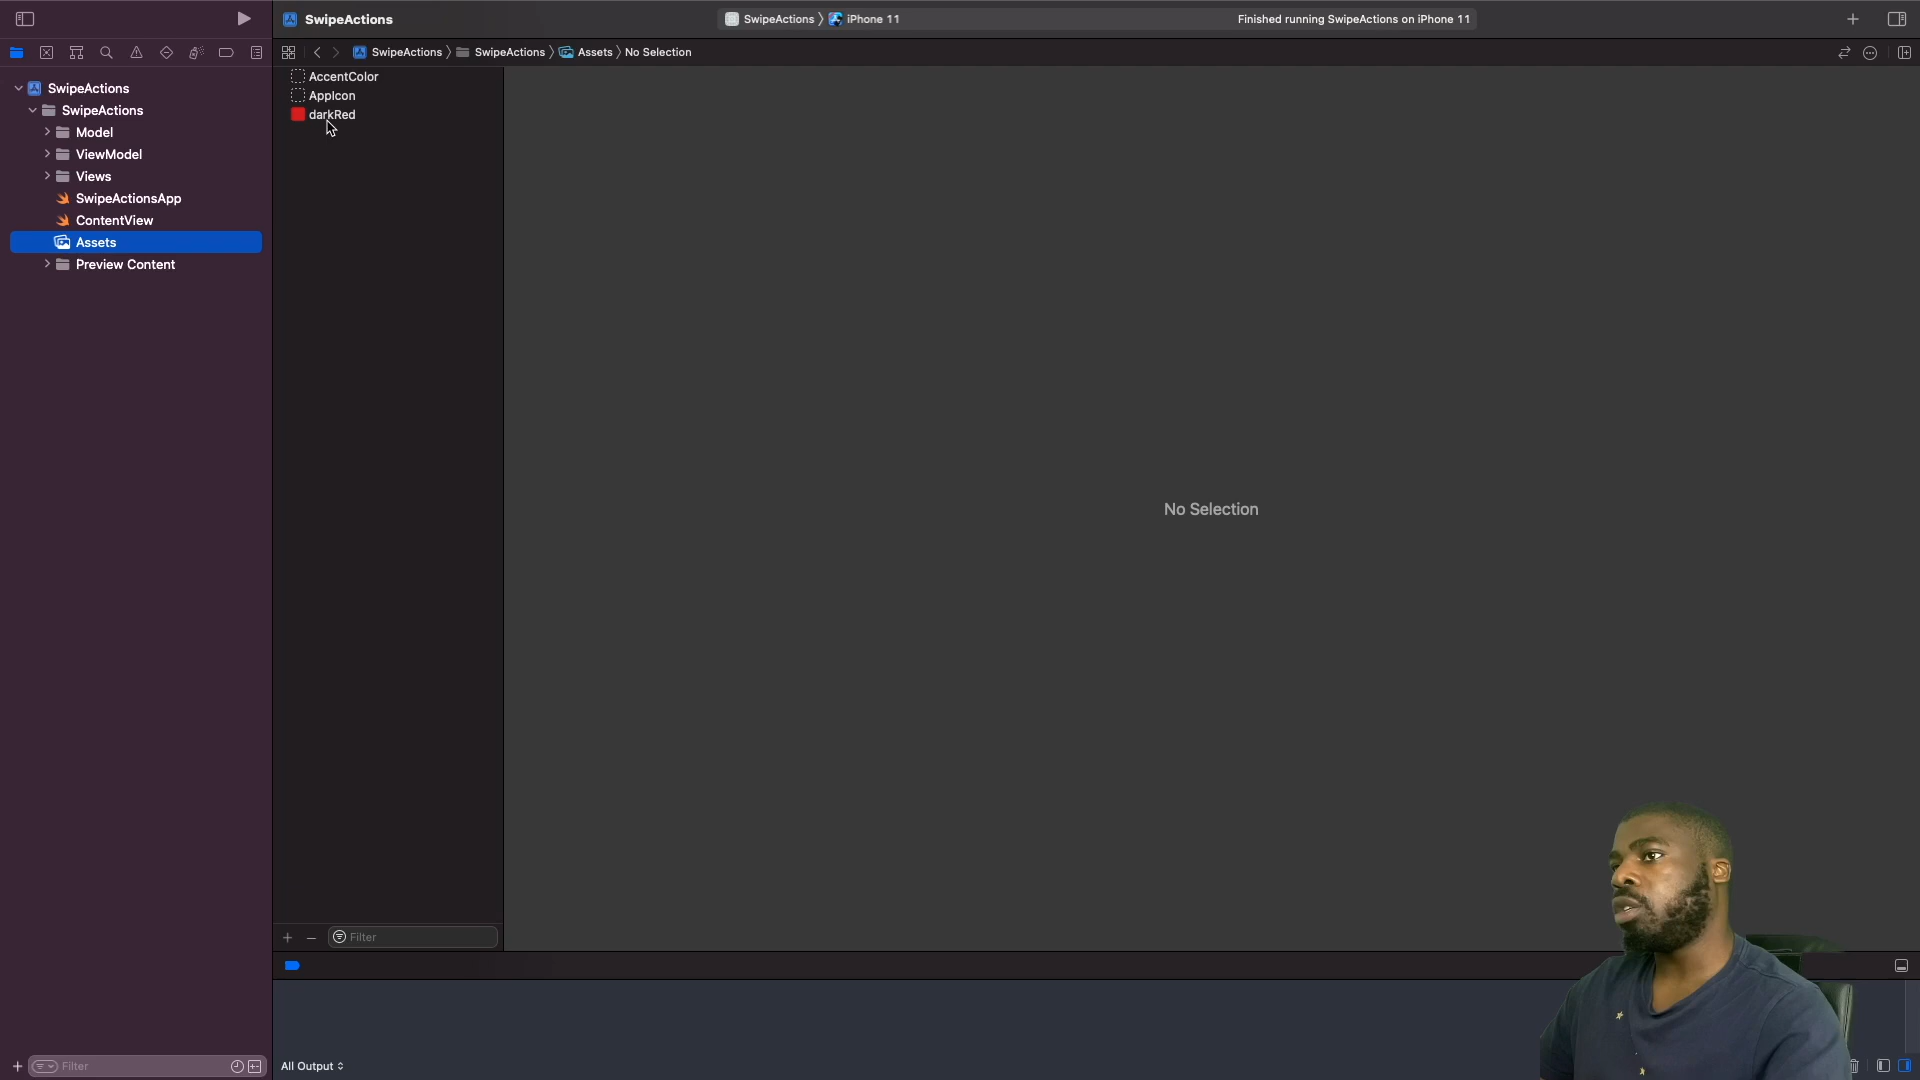 SwipeActions
SwipeActions
iPhone 11
Finished running SwipeActions on iPhone 11
SwipeActions
SwipeActions
Assets
No Selection
SwipeActions
SwipeActions
Model
ViewModel
Views
SwipeActionsApp
ContentView
Assets
Preview Content
AccentColor
AppIcon
darkRed
No Selection
Filter
Filter
All Output